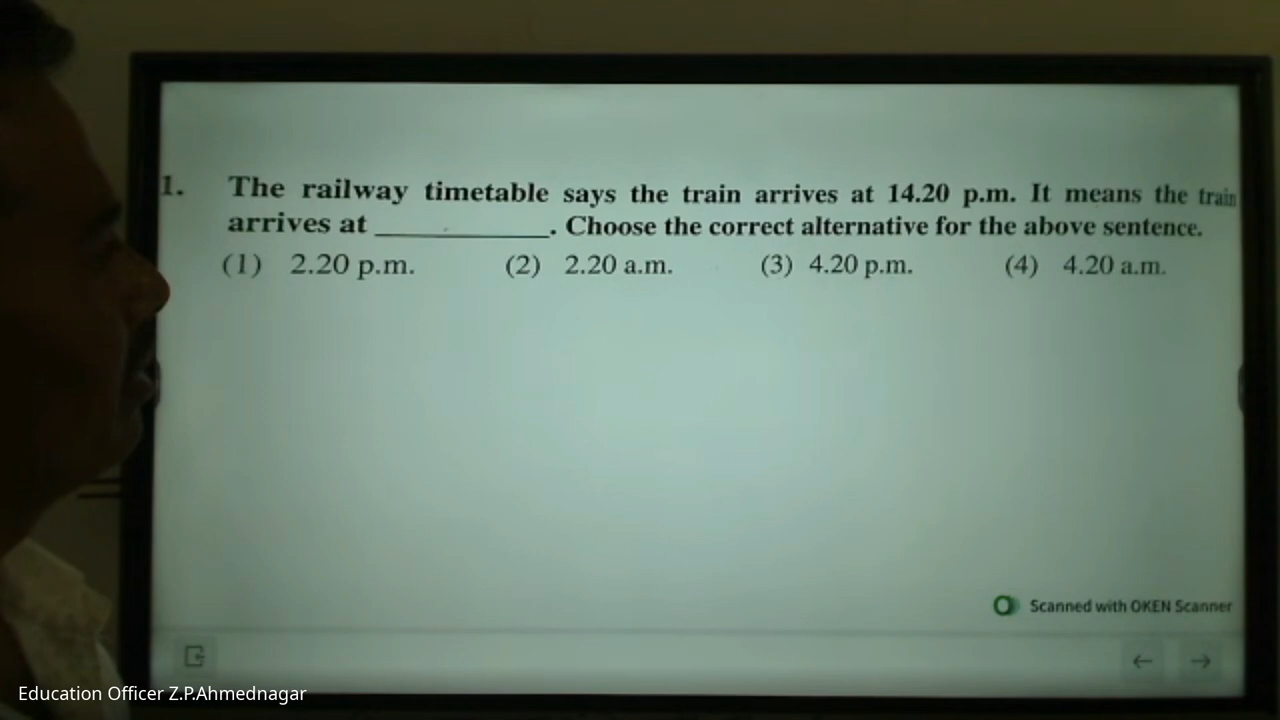 1. The railway timetable says the train arrives at 14.20 p.m. It means the train
arrives at ____________. Choose the correct alternative for the above sentence.
(1) 2.20 p.m. (2) 2.20 a.m. (3) 4.20 p.m. (4) 4.20 a.m.
Scanned with OKEN Scanner
Education Officer Z.P.Ahmednagar